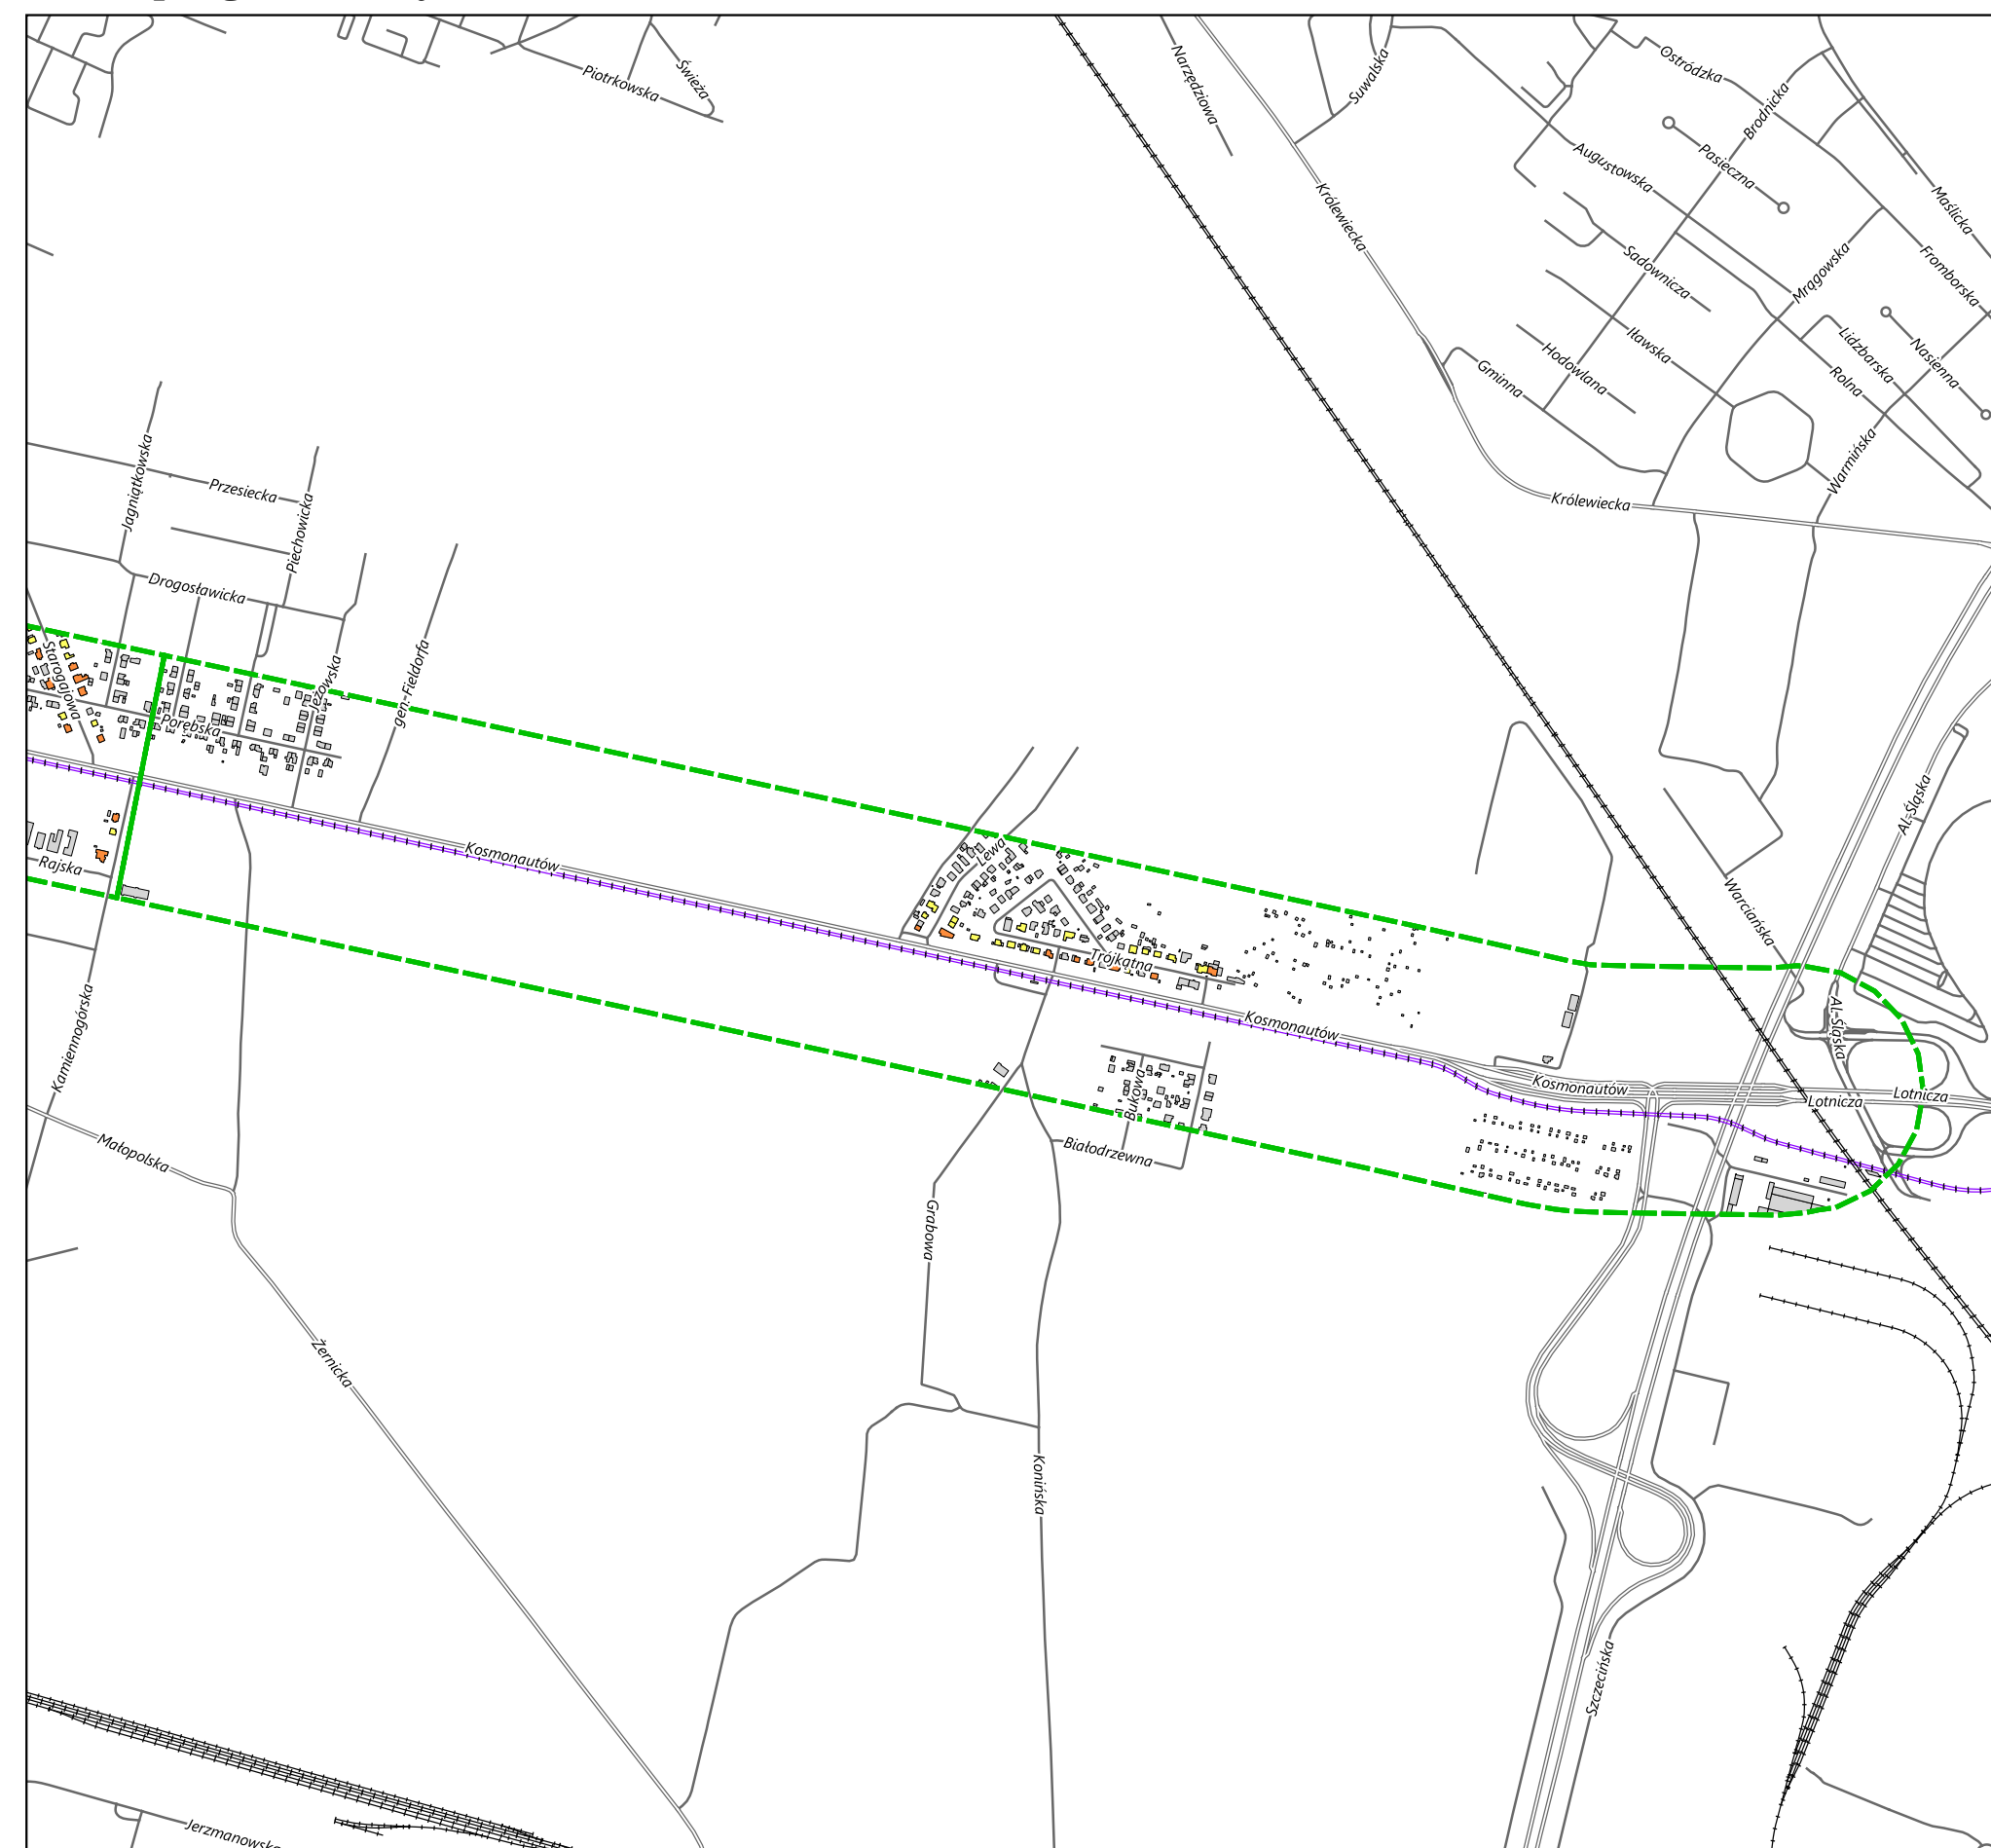 Piotrkowska
Świeża
Narzędziowa
Suwalska
Ostródzka
Brodnicka
Pasieczna
Augustowska
Maślicka
Królewiecka
Sadownicza
Mrągowska
Fromborska
Iławska
Hodowlana
Gminna
Lidzbarska
Nasienna
Rolna
Warmińska
Królewiecka
Jagniątkowska
Przesiecka
Piechowicka
Drogosławicka
Starogajowa
Jeżowska
gen. Fieldorfa
Porębska
Rajska
Kosmonautów
Lewa
Trójkątna
Kosmonautów
Warciańska
Al. Śląska
Al. Śląska
Kosmonautów
Lotnicza
Lotnicza
Kamiennogórska
Bukowa
Białodrzewna
Małopolska
Grabowa
Żernicka
Konińska
Szczecińska
Jerzmanowska